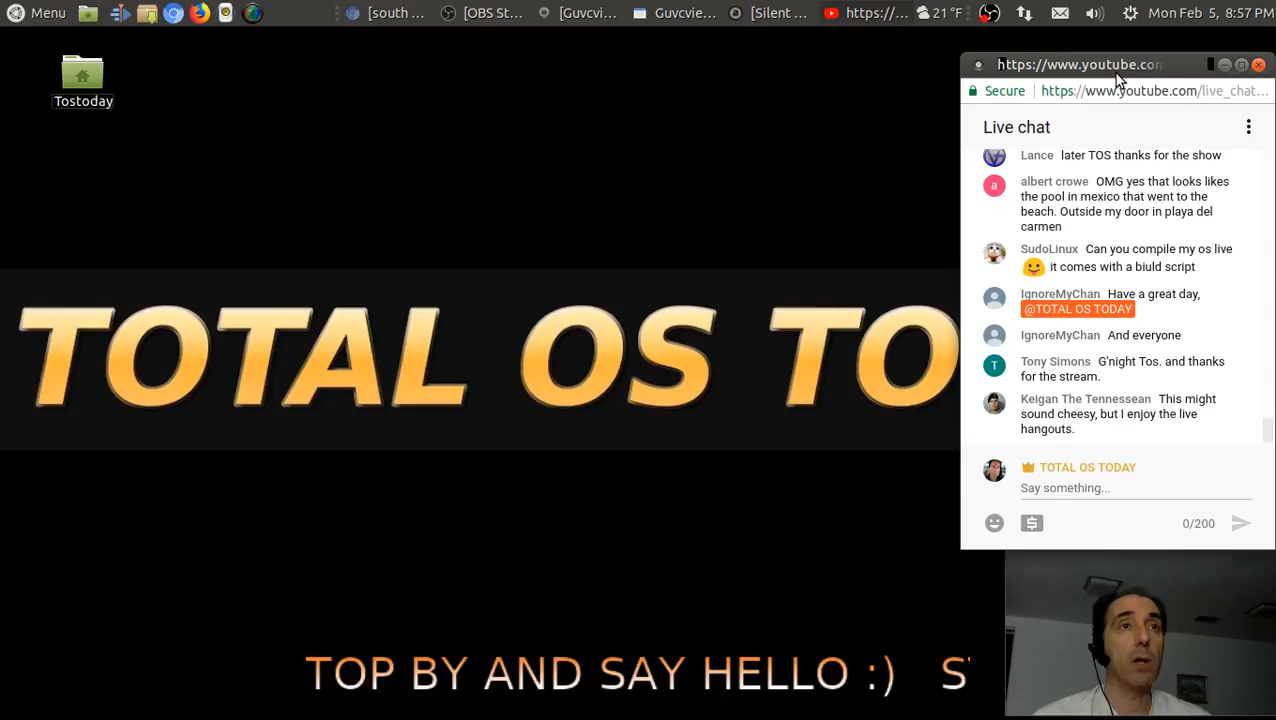 Menu [south ... [OBS St... [Guvcvi... Guvcvie... [Silent ... https://... 21 °F Mon Feb 5, 8:57 PM
Tostoday
https://www.youtube.com
Secure https://www.youtube.com/live_chat...
Live chat
Lance later TOS thanks for the show
albert crowe OMG yes that looks likes
the pool in mexico that went to the
beach. Outside my door in playa del
carmen
SudoLinux Can you compile my os live
it comes with a biuld script
IgnoreMyChan Have a great day,
@TOTAL OS TODAY
IgnoreMyChan And everyone
Tony Simons G'night Tos. and thanks
for the stream.
Keigan The Tennessean This might
sound cheesy, but I enjoy the live
hangouts.
TOTAL OS TODAY
Say something...
0/200
TOTAL OS TO
TOP BY AND SAY HELLO :) ST